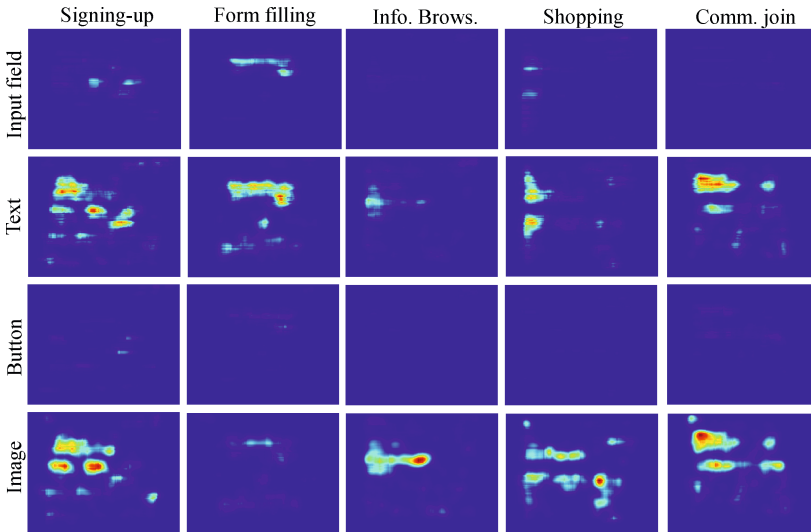 Signing-up Form filling Info. Brows. Shopping Comm. join
Input field
Text
Button
Image